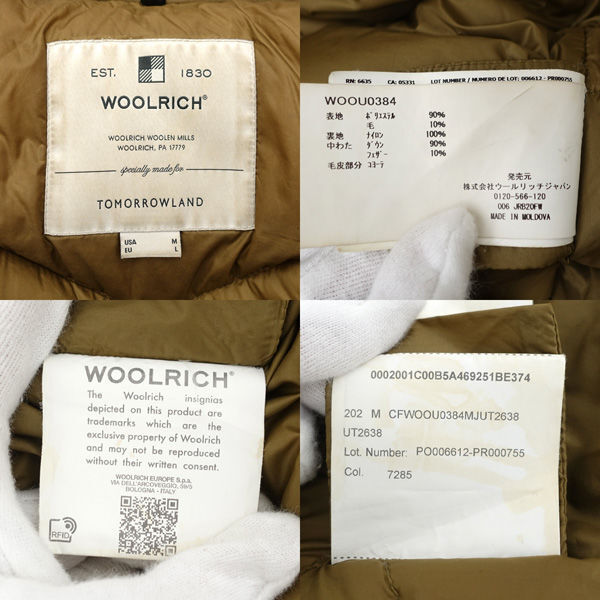 EST. 1830
WOOLRICH®
WOOLRICH WOOLEN MILLS
WOOLRICH, PA 17779
specially made for
TOMORROWLAND
USA M
EU L
RN: 6635 CA: 05331 LOT NUMBER / NUMERO DE LOT: 006612 - PR000755
WOOU0384
表地 ポリエステル 90%
毛 10%
裏地 ナイロン 100%
中わた ダウン 90%
フェザー 10%
毛皮部分 コヨーテ
発売元
株式会社ウールリッチジャパン
0120-566-120
006 JRB20FW
MADE IN MOLDOVA
WOOLRICH®
The Woolrich insignias
depicted on this product are
trademarks which are the
exclusive property of Woolrich
and may not be reproduced
without their written consent.
WOOLRICH EUROPE S.p.a.
VIA DELL'ARCOVEGGIO, 59/5
BOLOGNA - ITALY
RFID
0002001C00B5A469251BE374
202 M CFWOOU0384MJUT2638
UT2638
Lot. Number: PO006612-PR000755
Col. 7285